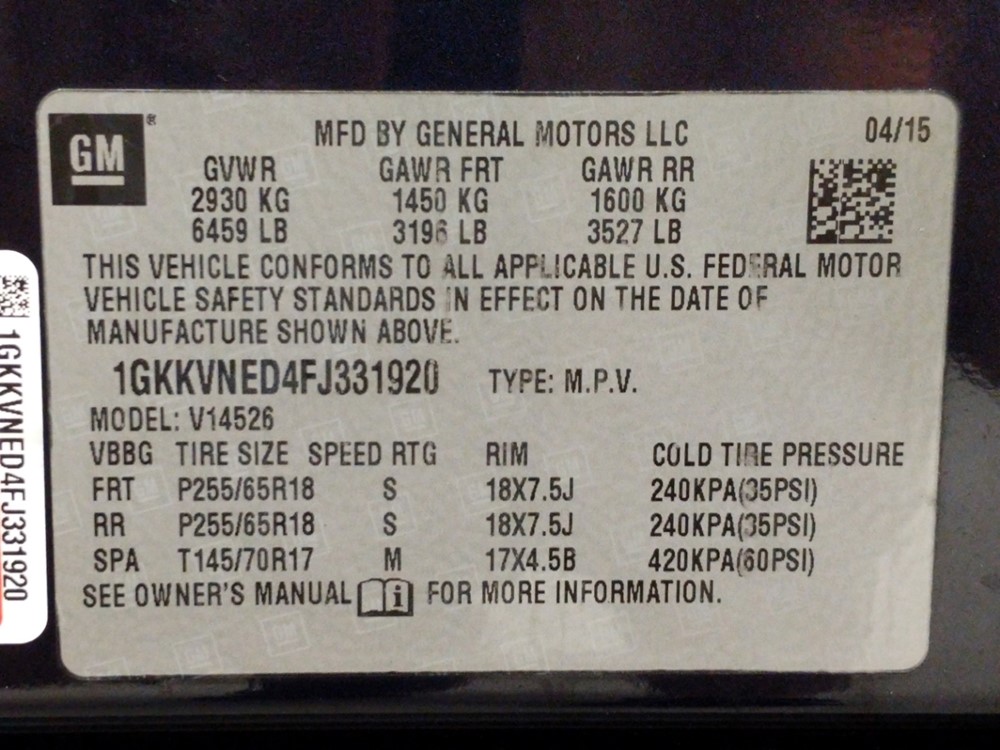 GM
MFD BY GENERAL MOTORS LLC 04/15
GVWR GAWR FRT GAWR RR
2930 KG 1450 KG 1600 KG
6459 LB 3196 LB 3527 LB
THIS VEHICLE CONFORMS TO ALL APPLICABLE U.S. FEDERAL MOTOR
VEHICLE SAFETY STANDARDS IN EFFECT ON THE DATE OF
MANUFACTURE SHOWN ABOVE.
1GKKVNED4FJ331920 TYPE: M.P.V.
MODEL: V14526
VBBG TIRE SIZE SPEED RTG RIM COLD TIRE PRESSURE
FRT P255/65R18 S 18X7.5J 240KPA(35PSI)
RR P255/65R18 S 18X7.5J 240KPA(35PSI)
SPA T145/70R17 M 17X4.5B 420KPA(60PSI)
SEE OWNER'S MANUAL i FOR MORE INFORMATION.
1GKKVNED4FJ331920